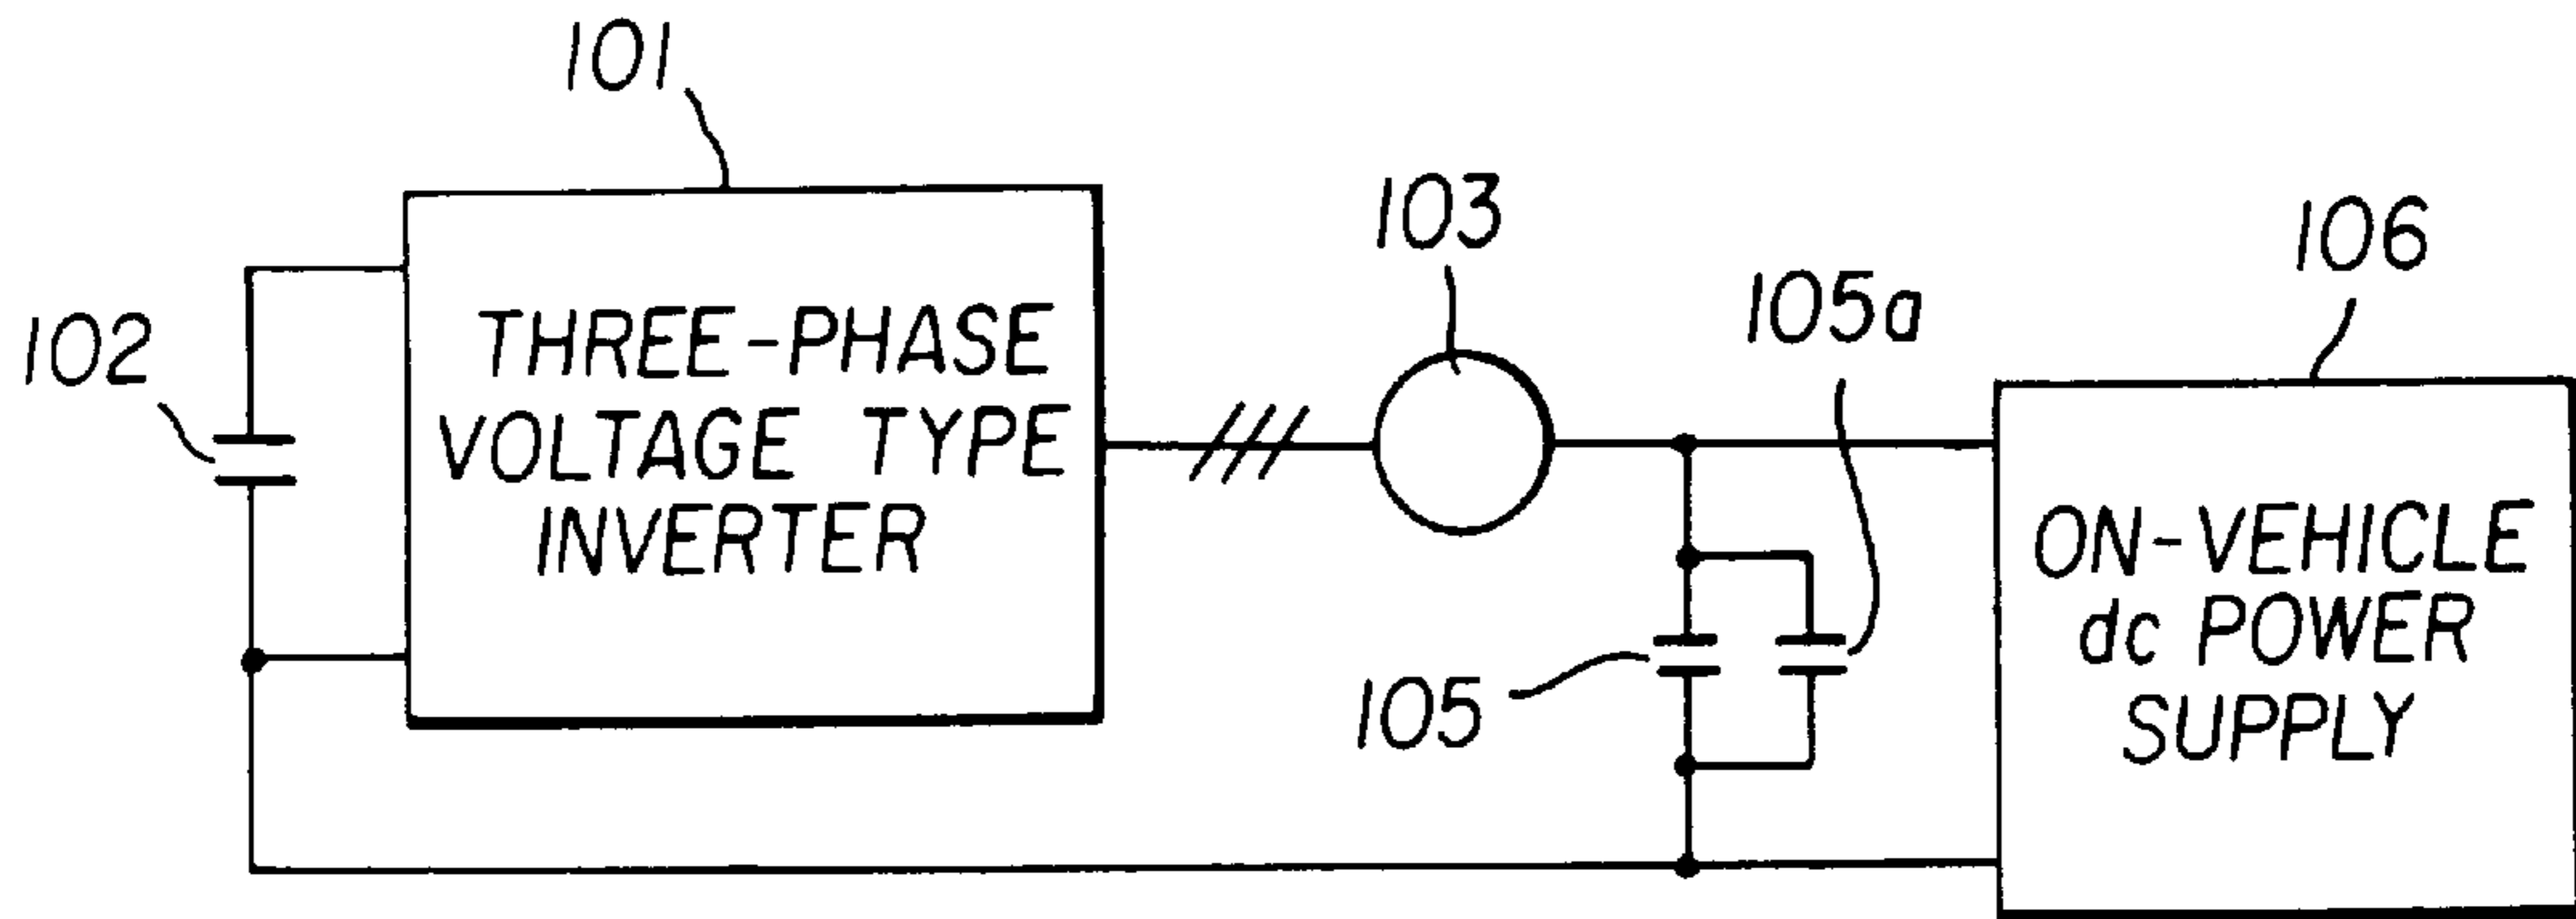 101
102
THREE-PHASE
VOLTAGE TYPE
INVERTER
103
105a
105
106
ON-VEHICLE
dc POWER
SUPPLY